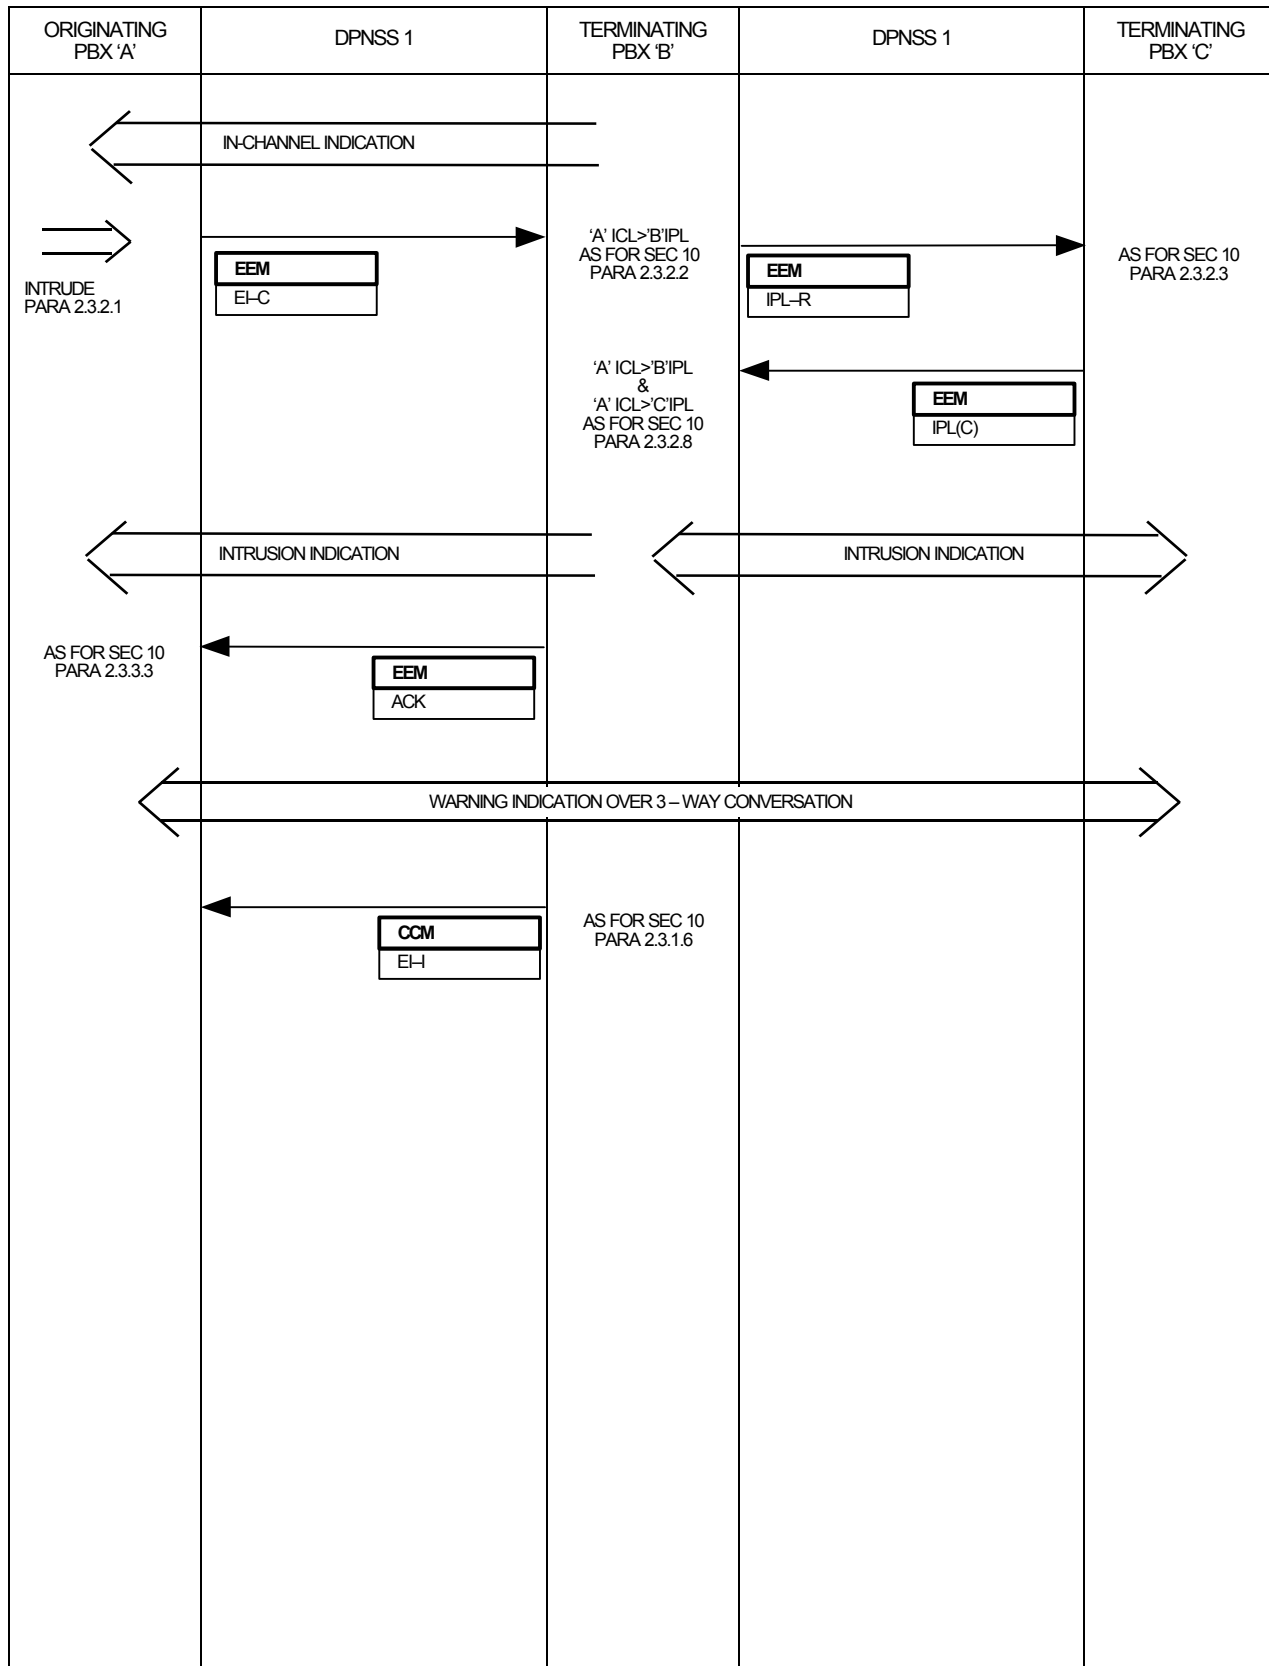 ORIGINATING
PBX ‘A’
DPNSS 1
TERMINATING
PBX ‘B’
DPNSS 1
TERMINATING
PBX ‘C’
IN-CHANNEL INDICATION
INTRUDE
PARA 2.3.2.1
EEM
EI–C
‘A’ ICL>’B’IPL
AS FOR SEC 10
PARA 2.3.2.2
EEM
IPL–R
AS FOR SEC 10
PARA 2.3.2.3
‘A’ ICL>’B’IPL
&
‘A’ ICL>’C’IPL
AS FOR SEC 10
PARA 2.3.2.8
EEM
IPL(C)
INTRUSION INDICATION
INTRUSION INDICATION
AS FOR SEC 10
PARA 2.3.3.3
EEM
ACK
WARNING INDICATION OVER 3 – WAY CONVERSATION
CCM
EI–I
AS FOR SEC 10
PARA 2.3.1.6